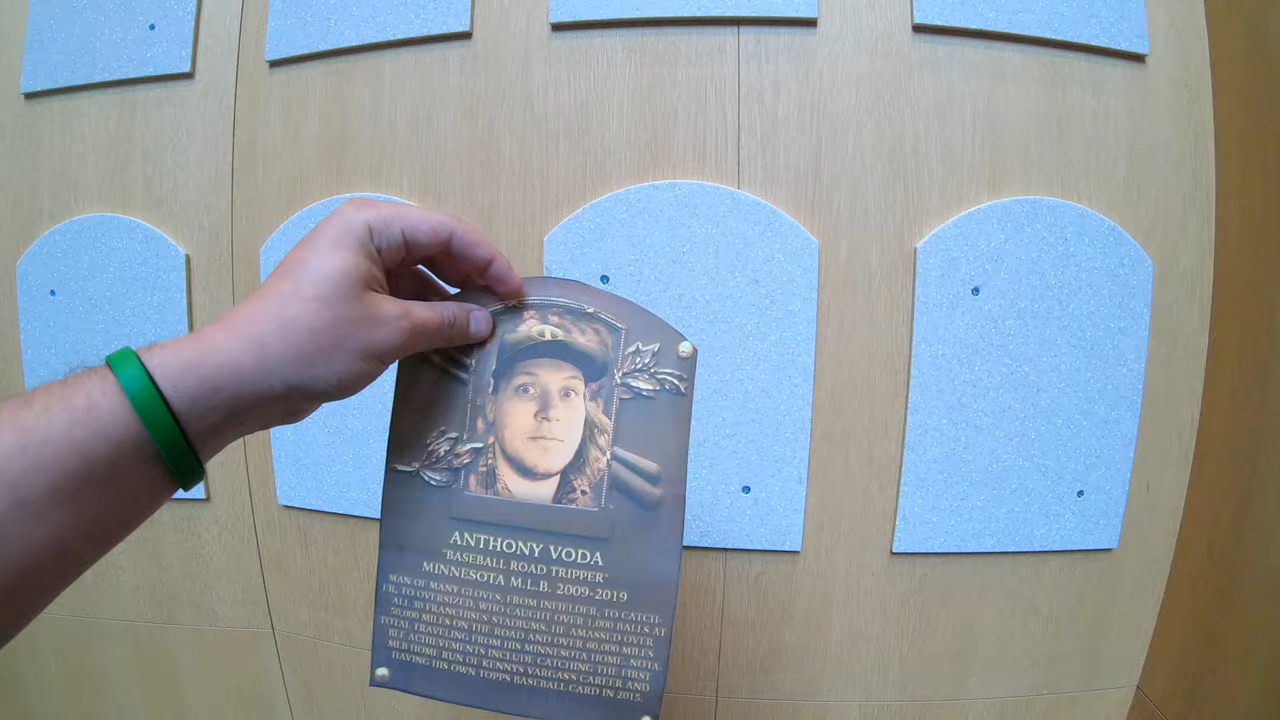 ANTHONY VODA
"BASEBALL ROAD TRIPPER"
MINNESOTA M.L.B. 2009-2019
MAN OF MANY GLOVES, FROM INFIELDER, TO CATCH-
ER, TO OVERSIZED, WHO CAUGHT OVER 1,000 BALLS AT
ALL 30 FRANCHISES' STADIUMS. HE AMASSED OVER
50,000 MILES ON THE ROAD AND OVER 60,000 MILES
TOTAL TRAVELING FROM HIS MINNESOTA HOME. NOTA-
BLE ACHIEVEMENTS INCLUDE CATCHING THE FIRST
MLB HOME RUN OF KENNYS VARGAS'S CAREER AND
HAVING HIS OWN TOPPS BASEBALL CARD IN 2015.